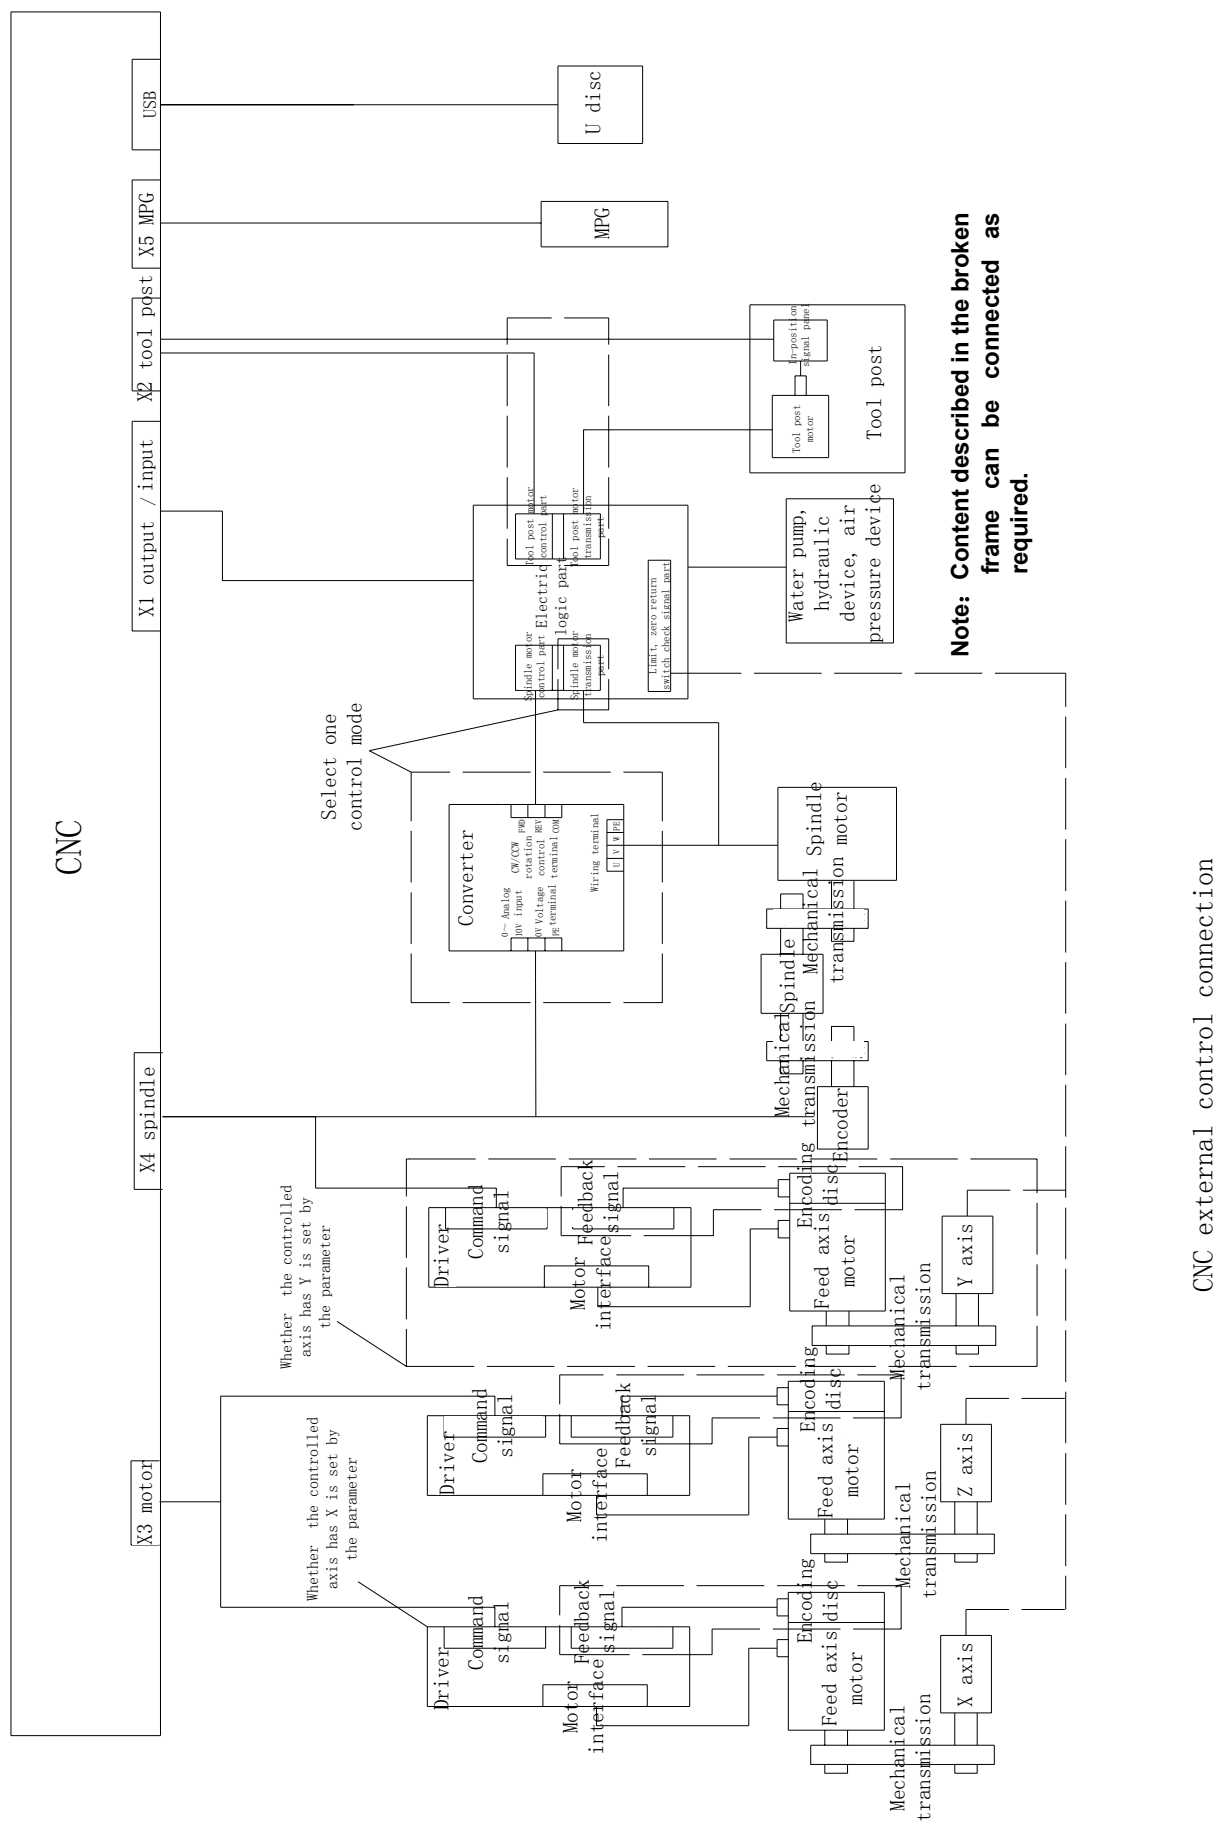 CNC
X3 motor
X4 spindle
X1 output /input
X2 tool post
X5 MPG
USB
Whether the controlled
axis has X is set by
the parameter
Whether the controlled
axis has Y is set by
the parameter
Select one
control mode
Driver
Command
signal
Feedback
signal
Motor
interface
Driver
Command
signal
Feedback
signal
Motor
interface
Driver
Command
signal
Feedback
signal
Motor
interface
Converter
0～ Analog
10V input
0V Voltage
PE terminal
CW/CCW
rotation
control
terminal
FWD
REV
COM
Wiring terminal
U V W PE
Spindle motor
control part
Spindle motor
transmission
part
Electric
logic part
Tool post motor
control part
Tool post motor
transmission
part
Limit, zero return
switch check signal part
MPG
U disc
Encoding
disc
Feed axis
motor
Mechanical
transmission
X axis
Encoding
disc
Feed axis
motor
Mechanical
transmission
Z axis
Encoding
disc
Feed axis
motor
Mechanical
transmission
Y axis
Encoder
Mechanical
transmission
Spindle
Mechanical
transmission
Spindle
motor
Water pump,
hydraulic
device, air
pressure device
Tool post
motor
In-position
signal panel
Tool post
Note: Content described in the broken
frame can be connected as
required.
CNC external control connection